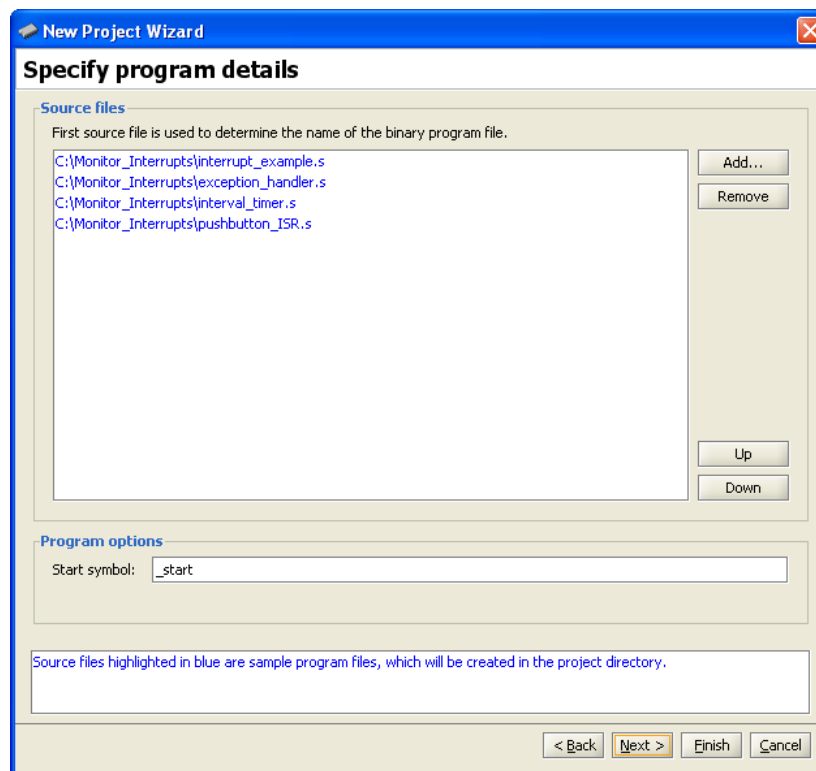 New Project Wizard
Specify program details
Source files
First source file is used to determine the name of the binary program file.
C:\Monitor_Interrupts\interrupt_example.s
C:\Monitor_Interrupts\exception_handler.s
C:\Monitor_Interrupts\interval_timer.s
C:\Monitor_Interrupts\pushbutton_ISR.s
Add...
Remove
Up
Down
Program options
Start symbol: _start
Source files highlighted in blue are sample program files, which will be created in the project directory.
< Back Next > Finish Cancel